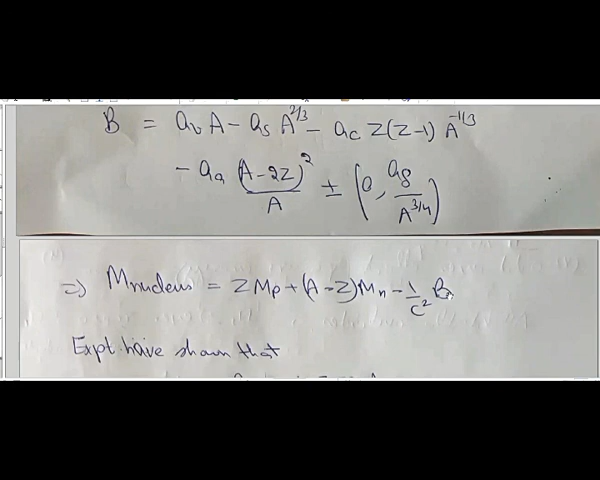 B = a_v A - a_s A^{2/3} - a_c Z(Z-1) A^{-1/3}
- a_a (A-2Z)^2 / A ± (0, a_δ / A^{3/4})
=> M_nucleus = Z M_p + (A-Z) M_n - 1/c^2 B
Expt. have shown that